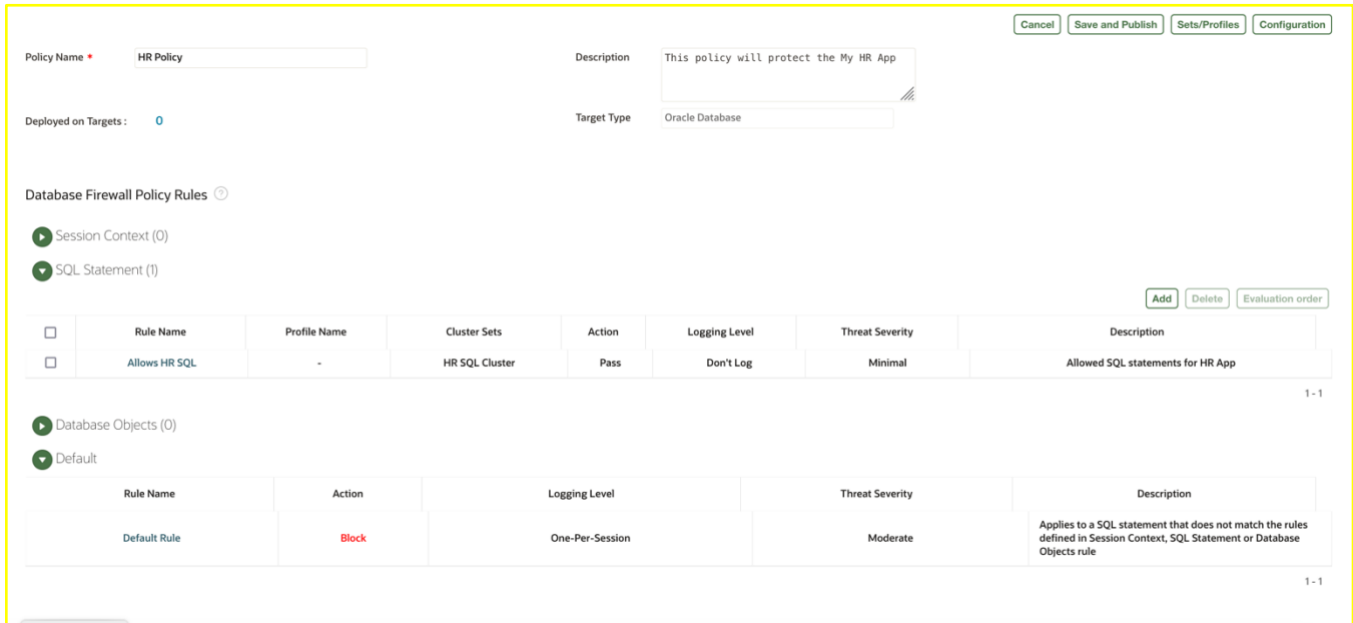 Cancel Save and Publish Sets/Profiles Configuration
Policy Name * HR Policy Description This policy will protect the My HR App
Deployed on Targets : 0 Target Type Oracle Database
Database Firewall Policy Rules ?
Session Context (0)
SQL Statement (1)
Add Delete Evaluation order
Rule Name Profile Name Cluster Sets Action Logging Level Threat Severity Description
Allows HR SQL - HR SQL Cluster Pass Don't Log Minimal Allowed SQL statements for HR App
1 - 1
Database Objects (0)
Default
Rule Name Action Logging Level Threat Severity Description
Default Rule Block One-Per-Session Moderate Applies to a SQL statement that does not match the rules
defined in Session Context, SQL Statement or Database
Objects rule
1 - 1